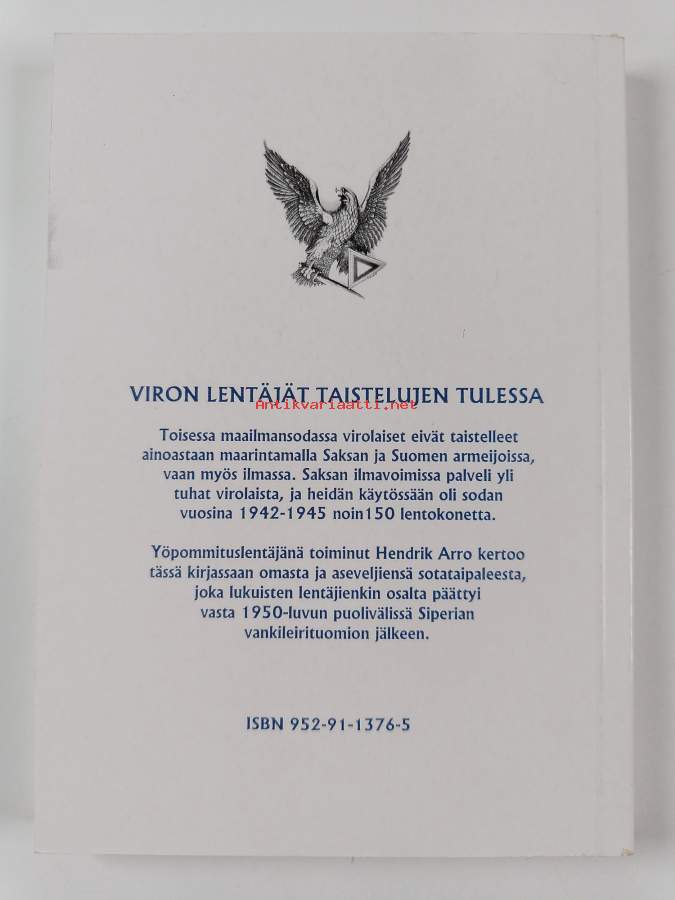 VIRON LENTÄJÄT TAISTELUJEN TULESSA
Antikvariaatti.net
Toisessa maailmansodassa virolaiset eivät taistelleet
ainoastaan maarintamalla Saksan ja Suomen armeijoissa,
vaan myös ilmassa. Saksan ilmavoimissa palveli yli
tuhat virolaista, ja heidän käytössään oli sodan
vuosina 1942-1945 noin150 lentokonetta.
Yöpommituslentäjänä toiminut Hendrik Arro kertoo
tässä kirjassaan omasta ja aseveljiensä sotataipaleesta,
joka lukuisten lentäjienkin osalta päättyi
vasta 1950-luvun puolivälissä Siperian
vankileirituomion jälkeen.
ISBN 952-91-1376-5